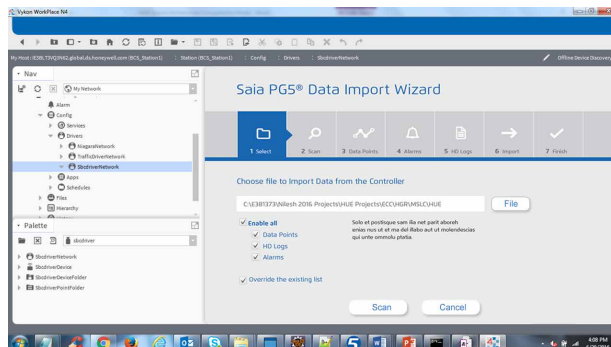 Vykon WorkPlace N4
My Host : IE3BLT3VQ3N62.global.ds.honeywell.com (BCS_Station1) : Station (BCS_Station1) : Config : Drivers : SbcdriverNetwork
Offline Device Discovery
Nav
My Network
Alarm
Config
Services
Drivers
NiagaraNetwork
TrafficDriverNetwork
SbcdriverNetwork
Apps
Schedules
Files
Hierarchy
Palette
sbcdriver
SbcdriverNetwork
SbcdriverDevice
SbcdriverDeviceFolder
SbcdriverPointFolder
Saia PG5® Data Import Wizard
1 Select
2 Scan
3 Data Points
4 Alarms
5 HD Logs
6 Import
7 Finish
Choose file to Import Data from the Controller
C:\E3B1373\Nilesh 2016 Projects\HUE Projects\ECC\HGR\MSLC\HUE
File
Enable all
Data Points
HD Logs
Alarms
Solo et postisque sam illa net parit aboreh
enias nus ut et ma del illabo aut ut molendescias
qui unte ommolu ptatia.
Override the existing list
Scan
Cancel
4:08 PM